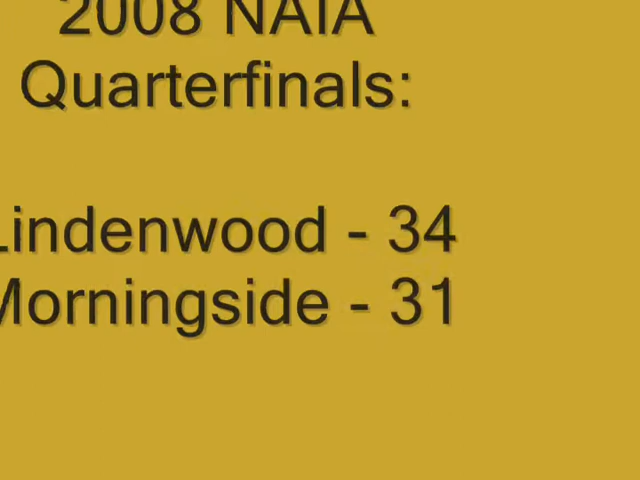 2008 NAIA
Quarterfinals:
Lindenwood - 34
Morningside - 31